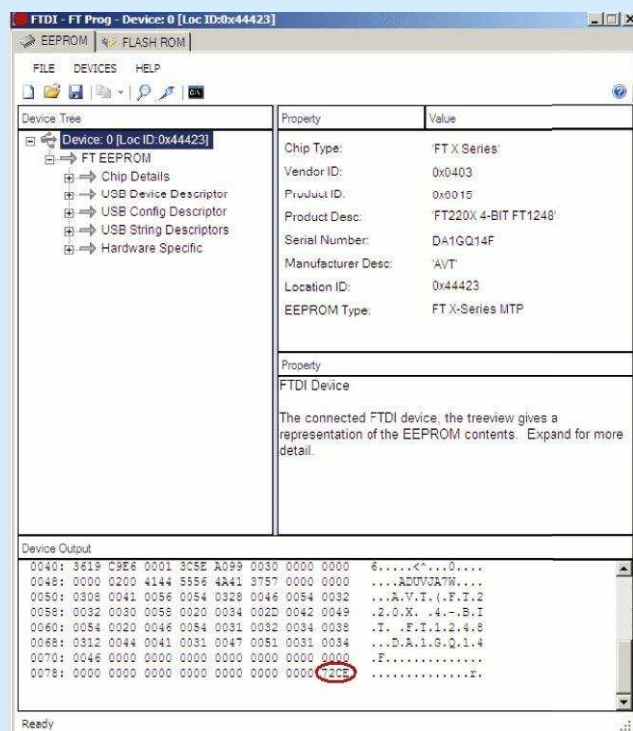 FTDI - FT Prog - Device: 0 [Loc ID:0x44423]
EEPROM FLASH ROM
FILE DEVICES HELP
Device Tree
Device: 0 [Loc ID:0x44423]
FT EEPROM
Chip Details
USB Device Descriptor
USB Config Descriptor
USB String Descriptors
Hardware Specific
Property Value
Chip Type: 'FT X Series'
Vendor ID: 0x0403
Product ID: 0x6015
Product Desc: 'FT220X 4-BIT FT1248'
Serial Number: DA1GQ14F
Manufacturer Desc: 'AVT'
Location ID: 0x44423
EEPROM Type: FT X-Series MTP
Property
FTDI Device
The connected FTDI device, the treeview gives a
representation of the EEPROM contents. Expand for more
detail.
Device Output
0040: 3619 C9E6 0001 3C5E A099 0030 0000 0000 6.....<^...0....
0048: 0000 0200 4144 5556 4A41 3757 0000 0000 ....ADUVJA7W....
0050: 0308 0041 0056 0054 0328 0046 0054 0032 ...A.V.T.(.F.T.2
0058: 0032 0030 0058 0020 0034 002D 0042 0049 .2.0.X. .4.-.B.I
0060: 0054 0020 0046 0054 0031 0032 0034 0038 .T. .F.T.1.2.4.8
0068: 0312 0044 0041 0031 0047 0051 0031 0034 ...D.A.1.G.Q.1.4
0070: 0046 0000 0000 0000 0000 0000 0000 0000 .F..............
0078: 0000 0000 0000 0000 0000 0000 0000 72CE ..............r.
Ready